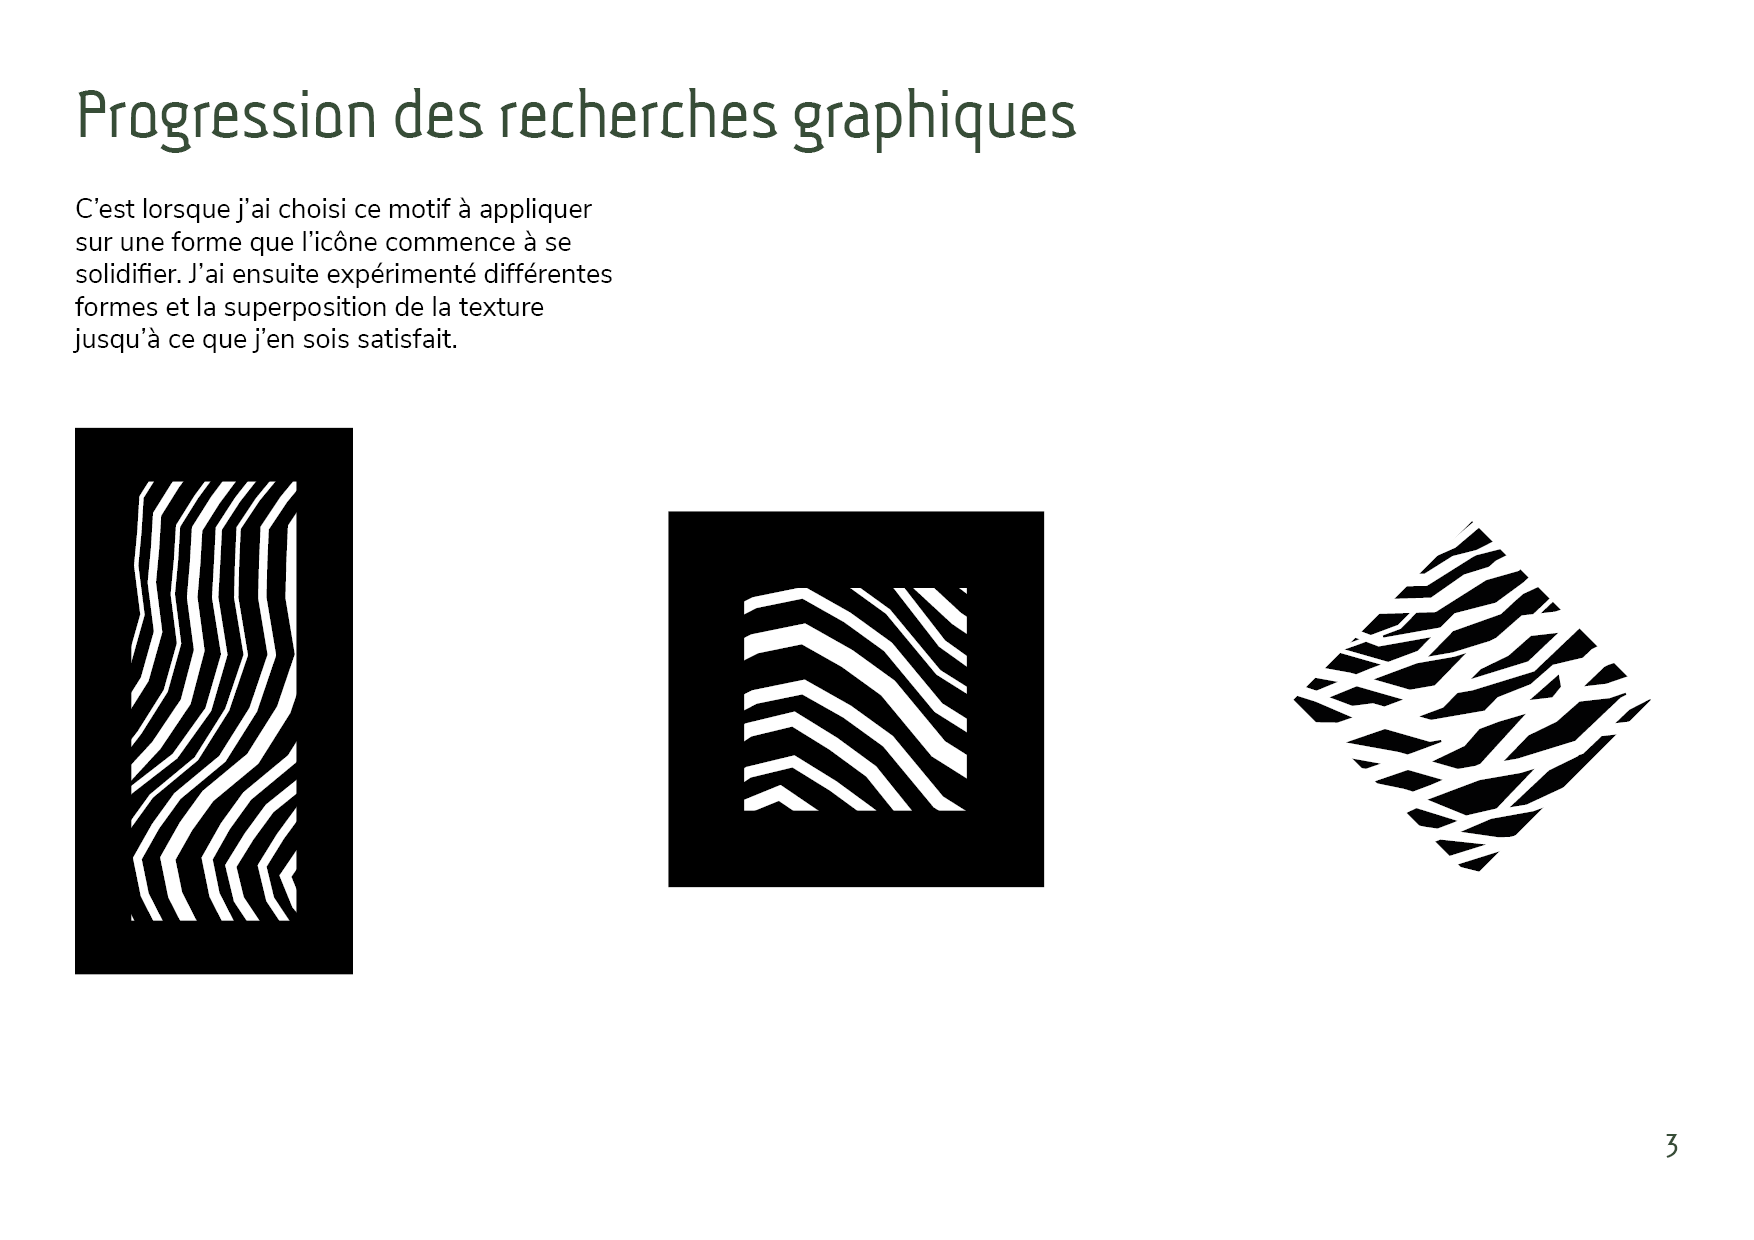 Progression des recherches graphiques
C’est lorsque j’ai choisi ce motif à appliquer
sur une forme que l’icône commence à se
solidifier. J’ai ensuite expérimenté différentes
formes et la superposition de la texture
jusqu’à ce que j’en sois satisfait.
3